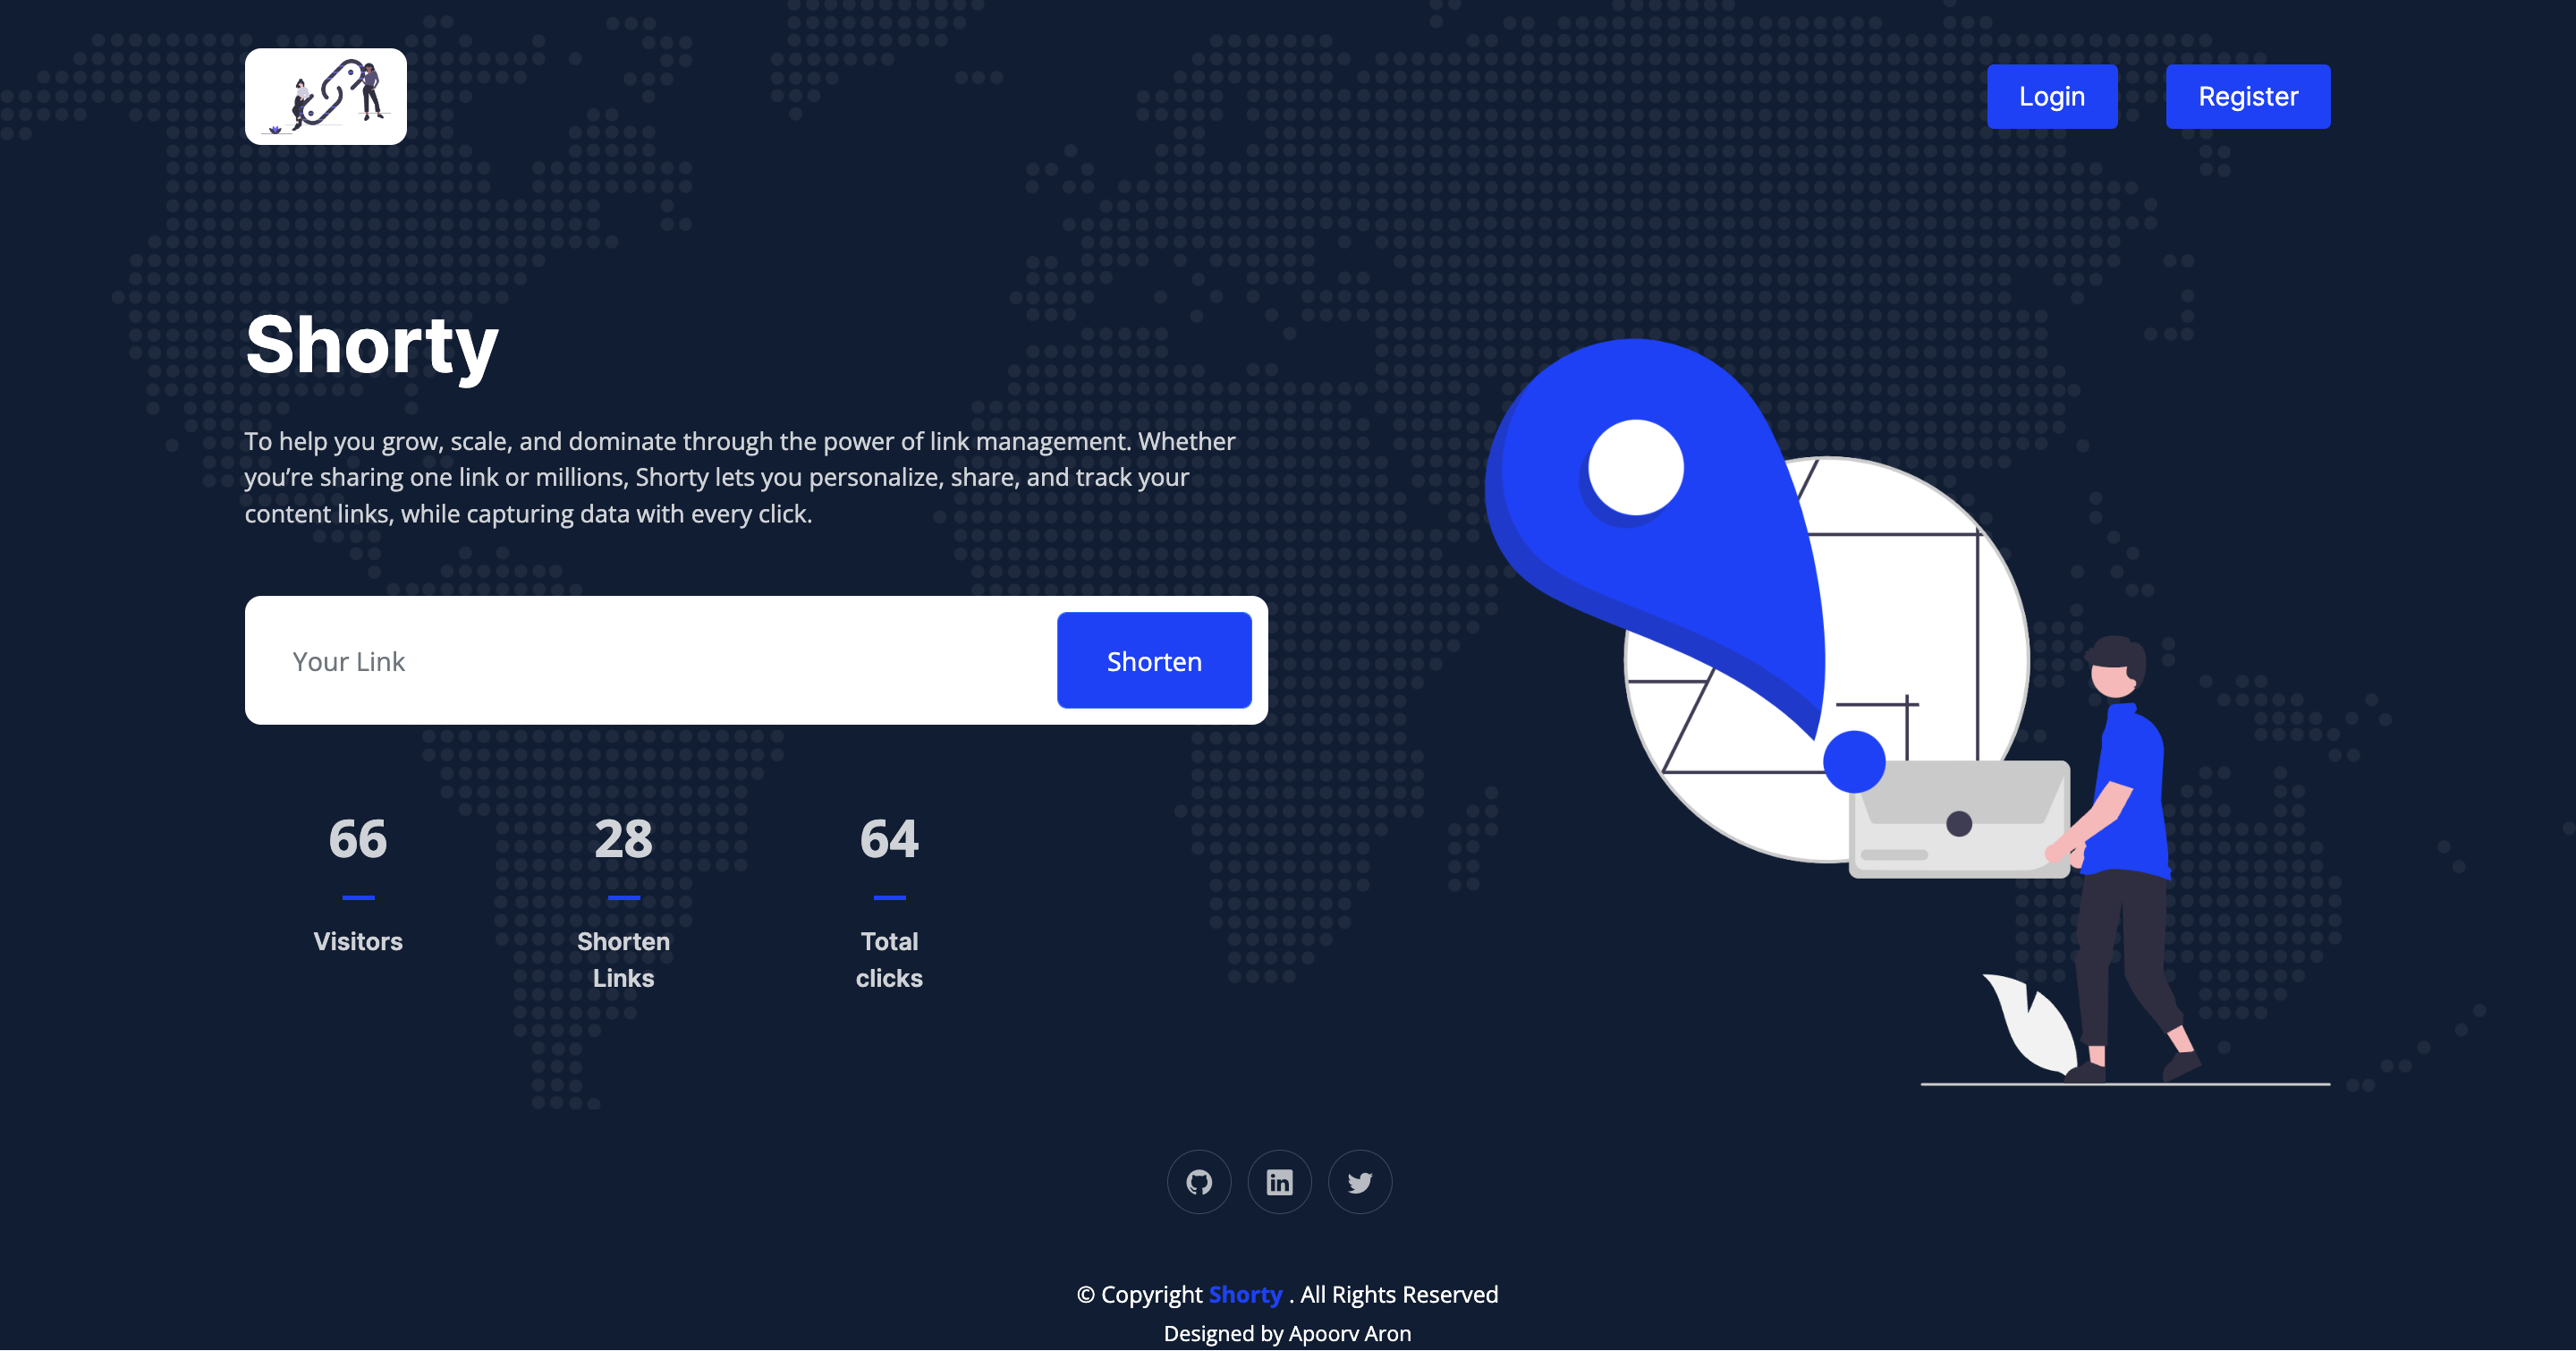 Login
Register
Shorty
To help you grow, scale, and dominate through the power of link management. Whether
you’re sharing one link or millions, Shorty lets you personalize, share, and track your
content links, while capturing data with every click.
Your Link
Shorten
66
28
64
Visitors
Shorten
Links
Total
clicks
© Copyright Shorty . All Rights Reserved
Designed by Apoorv Aron